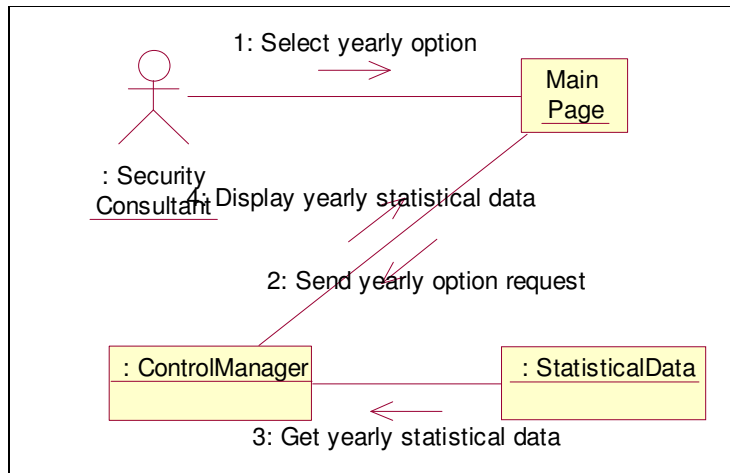 1: Select yearly option
Main
Page
: Security
Consultant
4: Display yearly statistical data
2: Send yearly option request
: ControlManager
: StatisticalData
3: Get yearly statistical data